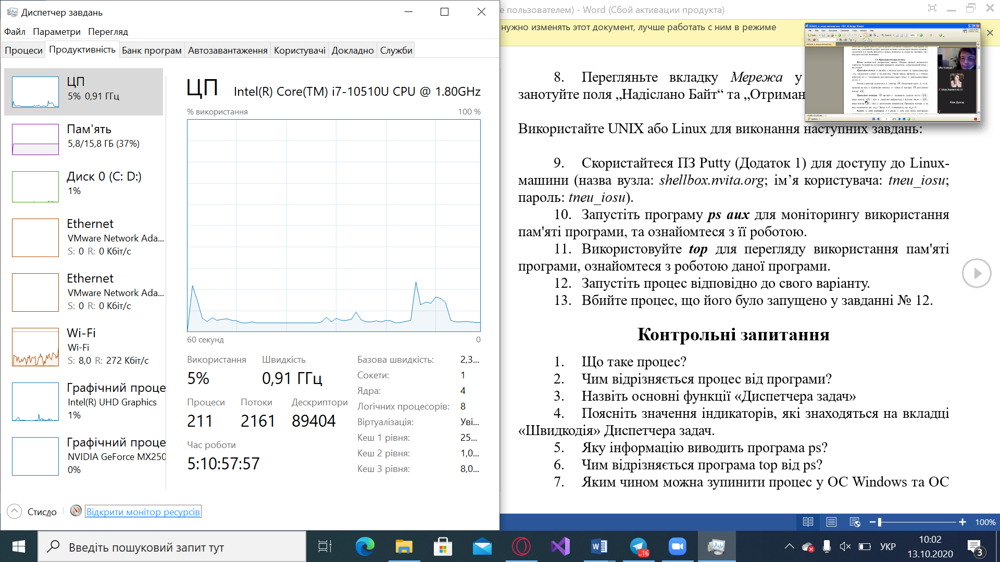 Диспетчер завдань
Файл Параметри Перегляд
Процеси Продуктивність Банк програм Автозавантаження Користувачі Докладно Служби
ЦП
5% 0,91 ГГц
Пам'ять
5,8/15,8 ГБ (37%)
Диск 0 (C: D:)
1%
Ethernet
VMware Network Ada...
S: 0 R: 0 Кбіт/с
Ethernet
VMware Network Ada...
S: 0 R: 0 Кбіт/с
Wi-Fi
Wi-Fi
S: 8,0 R: 272 Кбіт/с
Графічний проце
Intel(R) UHD Graphics
1%
Графічний проце
NVIDIA GeForce MX250
0%
ЦП Intel(R) Core(TM) i7-10510U CPU @ 1.80GHz
% використання 100 %
60 секунд 0
Використання Швидкість
5% 0,91 ГГц
Процеси Потоки Дескриптори
211 2161 89404
Час роботи
5:10:57:57
Базова швидкість: 2,3...
Сокети: 1
Ядра: 4
Логічних процесорів: 8
Віртуалізація: Уві...
Кеш 1 рівня: 25...
Кеш 2 рівня: 1,0...
Кеш 3 рівня: 8,0...
Стисло Відкрити монітор ресурсів
е пользователем) - Word (Сбой активации продукта)
нужно изменять этот документ, лучше работать с ним в режиме
8. Перегляньте вкладку Мережа у
занотуйте поля „Надіслано Байт“ та „Отриман
Використайте UNIX або Linux для виконання наступних завдань:
9. Скористайтеся ПЗ Putty (Додаток 1) для доступу до Linux-
машини (назва вузла: shellbox.nvita.org; ім’я користувача: tneu_iosu;
пароль: tneu_iosu).
10. Запустіть програму ps aux для моніторингу використання
пам'яті програми, та ознайомтеся з її роботою.
11. Використовуйте top для перегляду використання пам'яті
програми, ознайомтеся з роботою даної програми.
12. Запустіть процес відповідно до свого варіанту.
13. Вбийте процес, що його було запущено у завданні № 12.
Контрольні запитання
1. Що таке процес?
2. Чим відрізняється процес від програми?
3. Назвіть основні функції «Диспетчера задач»
4. Поясніть значення індикаторів, які знаходяться на вкладці
«Швидкодія» Диспетчера задач.
5. Яку інформацію виводить програма ps?
6. Чим відрізняється програма top від ps?
7. Яким чином можна зупинити процес у ОС Windows та ОС
100%
Введіть пошуковий запит тут
..16
УКР
10:02
13.10.2020
3